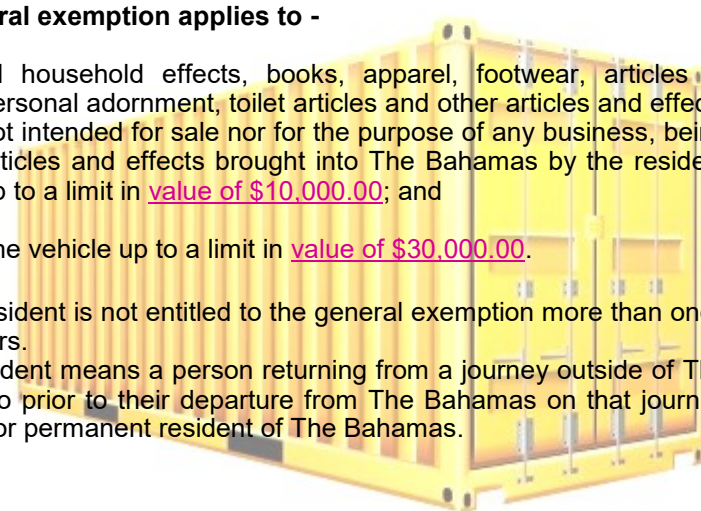 ral exemption applies to -
household effects, books, apparel, footwear, articles
ersonal adornment, toilet articles and other articles and effec
ot intended for sale nor for the purpose of any business, bein
ticles and effects brought into The Bahamas by the reside
p to a limit in value of $10,000.00; and
ne vehicle up to a limit in value of $30,000.00.
sident is not entitled to the general exemption more than on
rs.
dent means a person returning from a journey outside of T
o prior to their departure from The Bahamas on that journ
or permanent resident of The Bahamas.